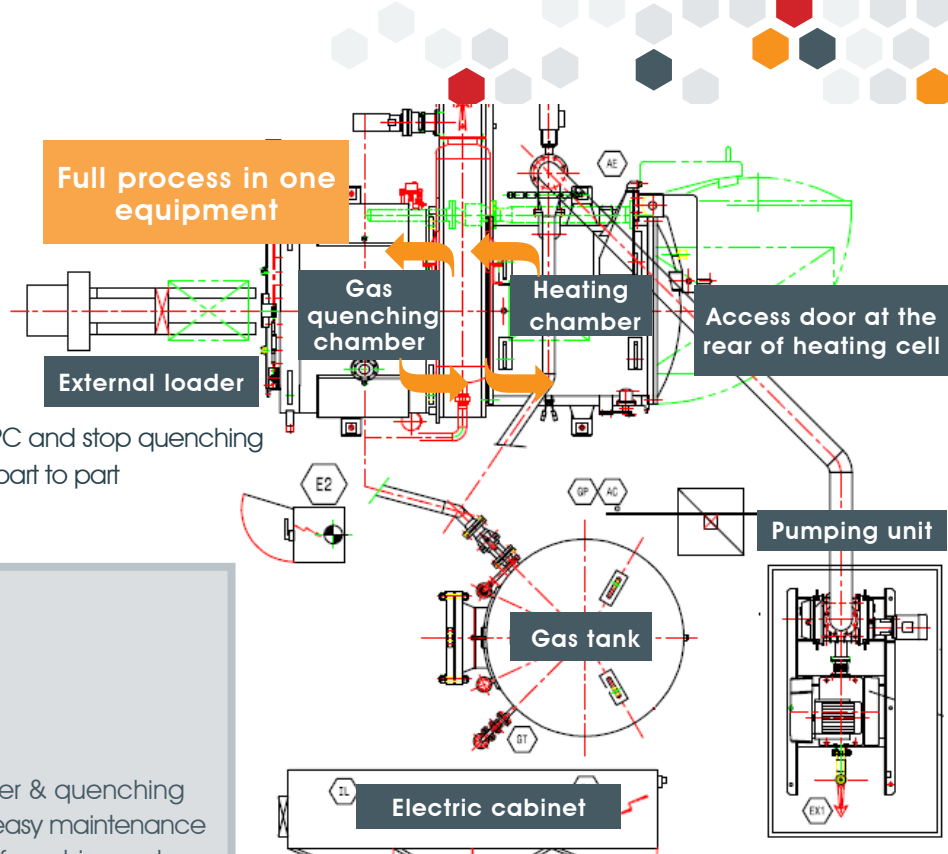 Full process in one
equipment
AE
Gas
quenching
chamber
Heating
chamber
Access door at the
rear of heating cell
External loader
PC and stop quenching
part to part
E2
GP
AC
Pumping unit
Gas tank
GT
er & quenching
easy maintenance
IL
Electric cabinet
EX1